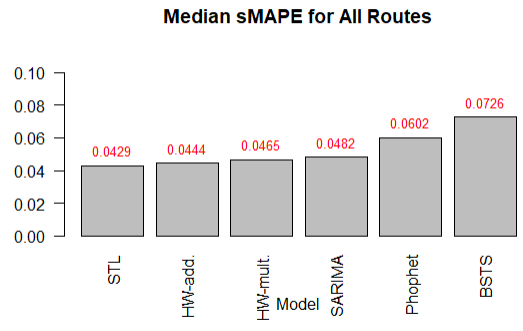 Median sMAPE for All Routes
0.10
0.08
0.06
0.04
0.02
0.00
0.0429
0.0444
0.0465
0.0482
0.0602
0.0726
STL
HW-add.
HW-mult.
SARIMA
Phophet
BSTS
Model